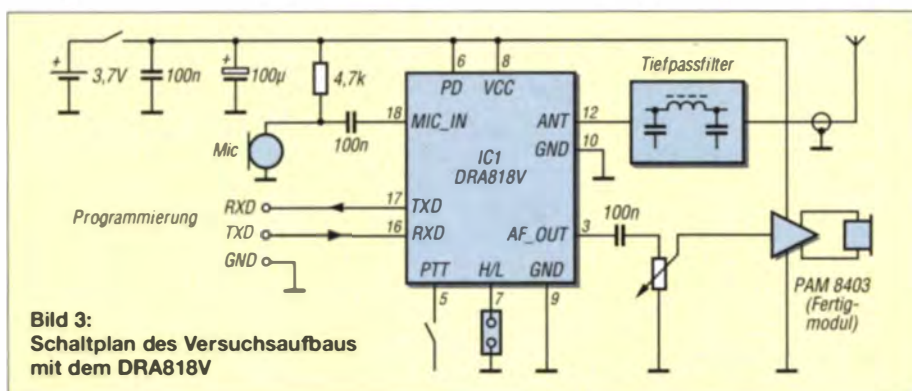 3,7V
100n
+
100µ
4,7k
6
8
PD VCC
Tiefpassfilter
18
MIC_IN
100n
Mic
ANT
12
GND
10
IC1
DRA818V
Programmierung
RXD
17
TXD
TXD
16
RXD
GND
AF_OUT
3
100n
PTT H/L GND
5
7
9
PAM 8403
(Fertig-
modul)
+
Bild 3:
Schaltplan des Versuchsaufbaus
mit dem DRA818V